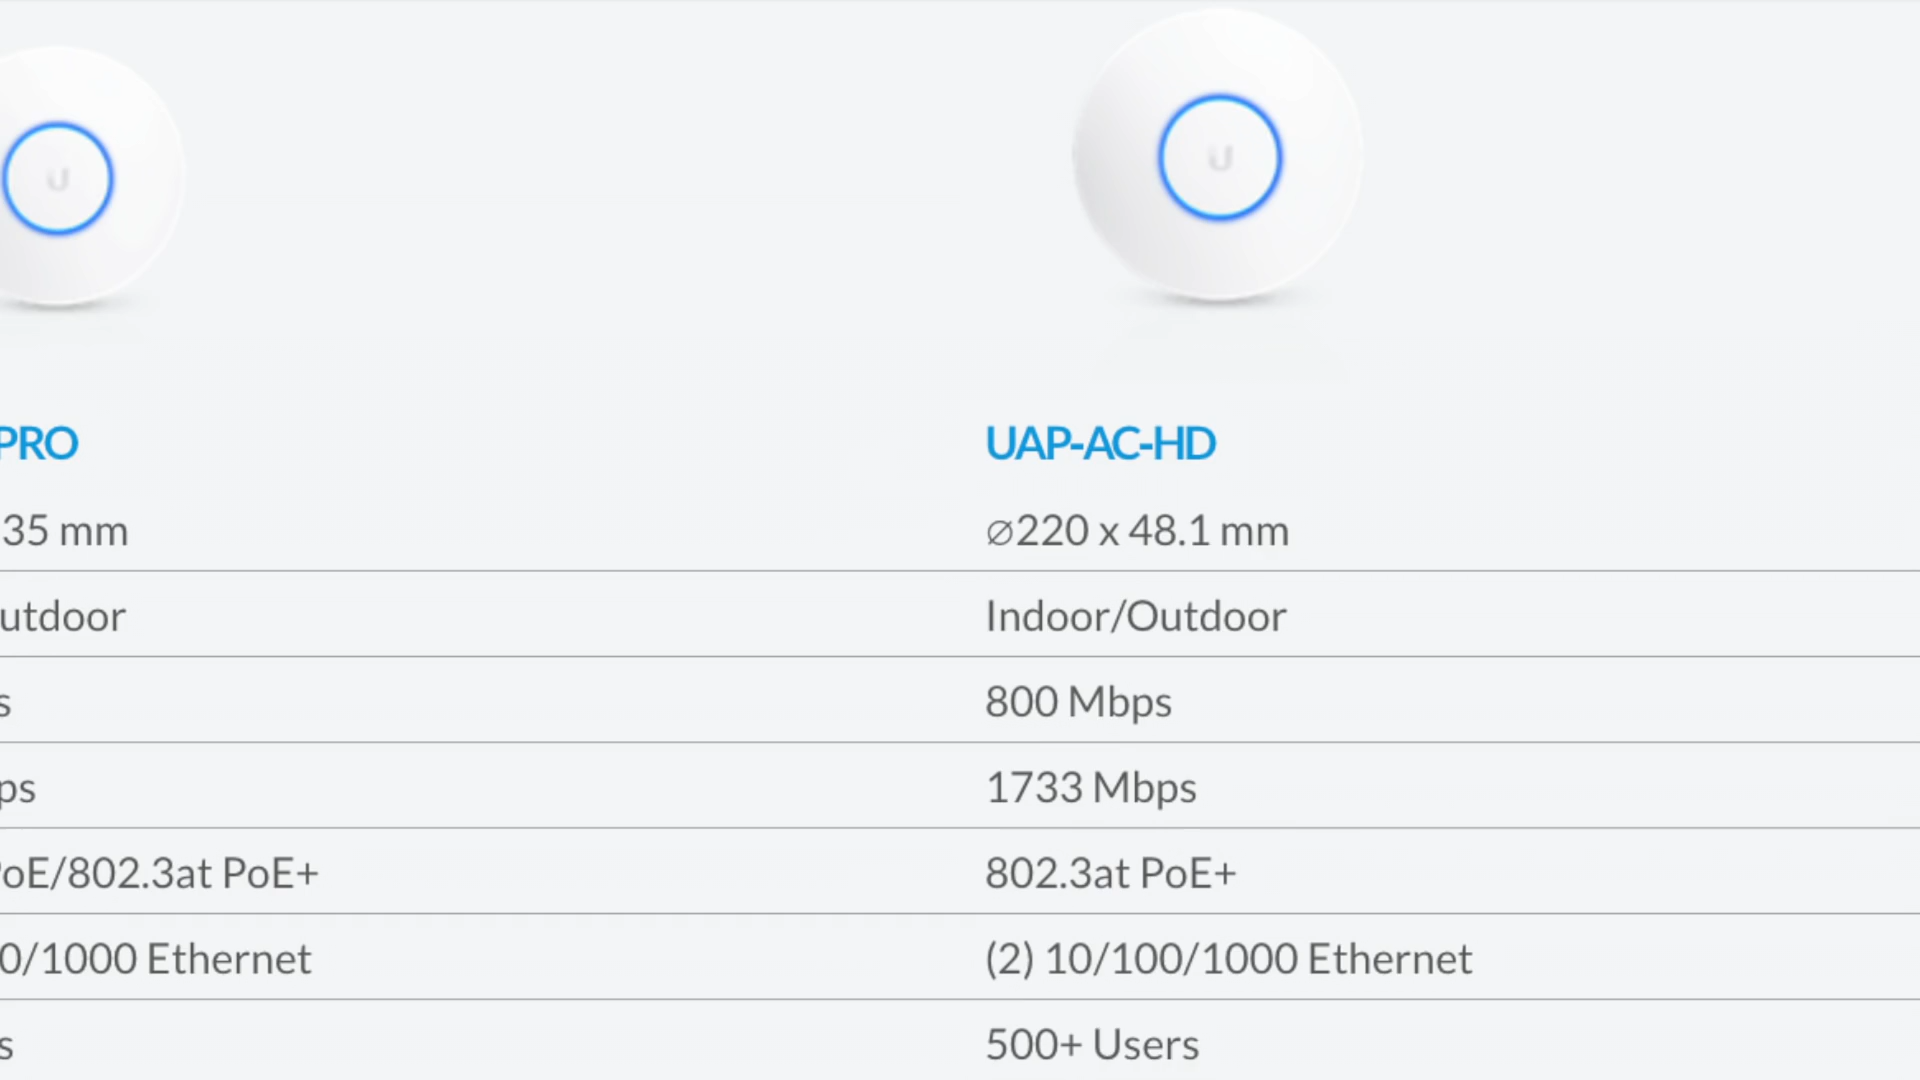 PRO UAP-AC-HD
35 mm ⌀220 x 48.1 mm
utdoor Indoor/Outdoor
s 800 Mbps
ps 1733 Mbps
oE/802.3at PoE+ 802.3at PoE+
0/1000 Ethernet (2) 10/100/1000 Ethernet
s 500+ Users